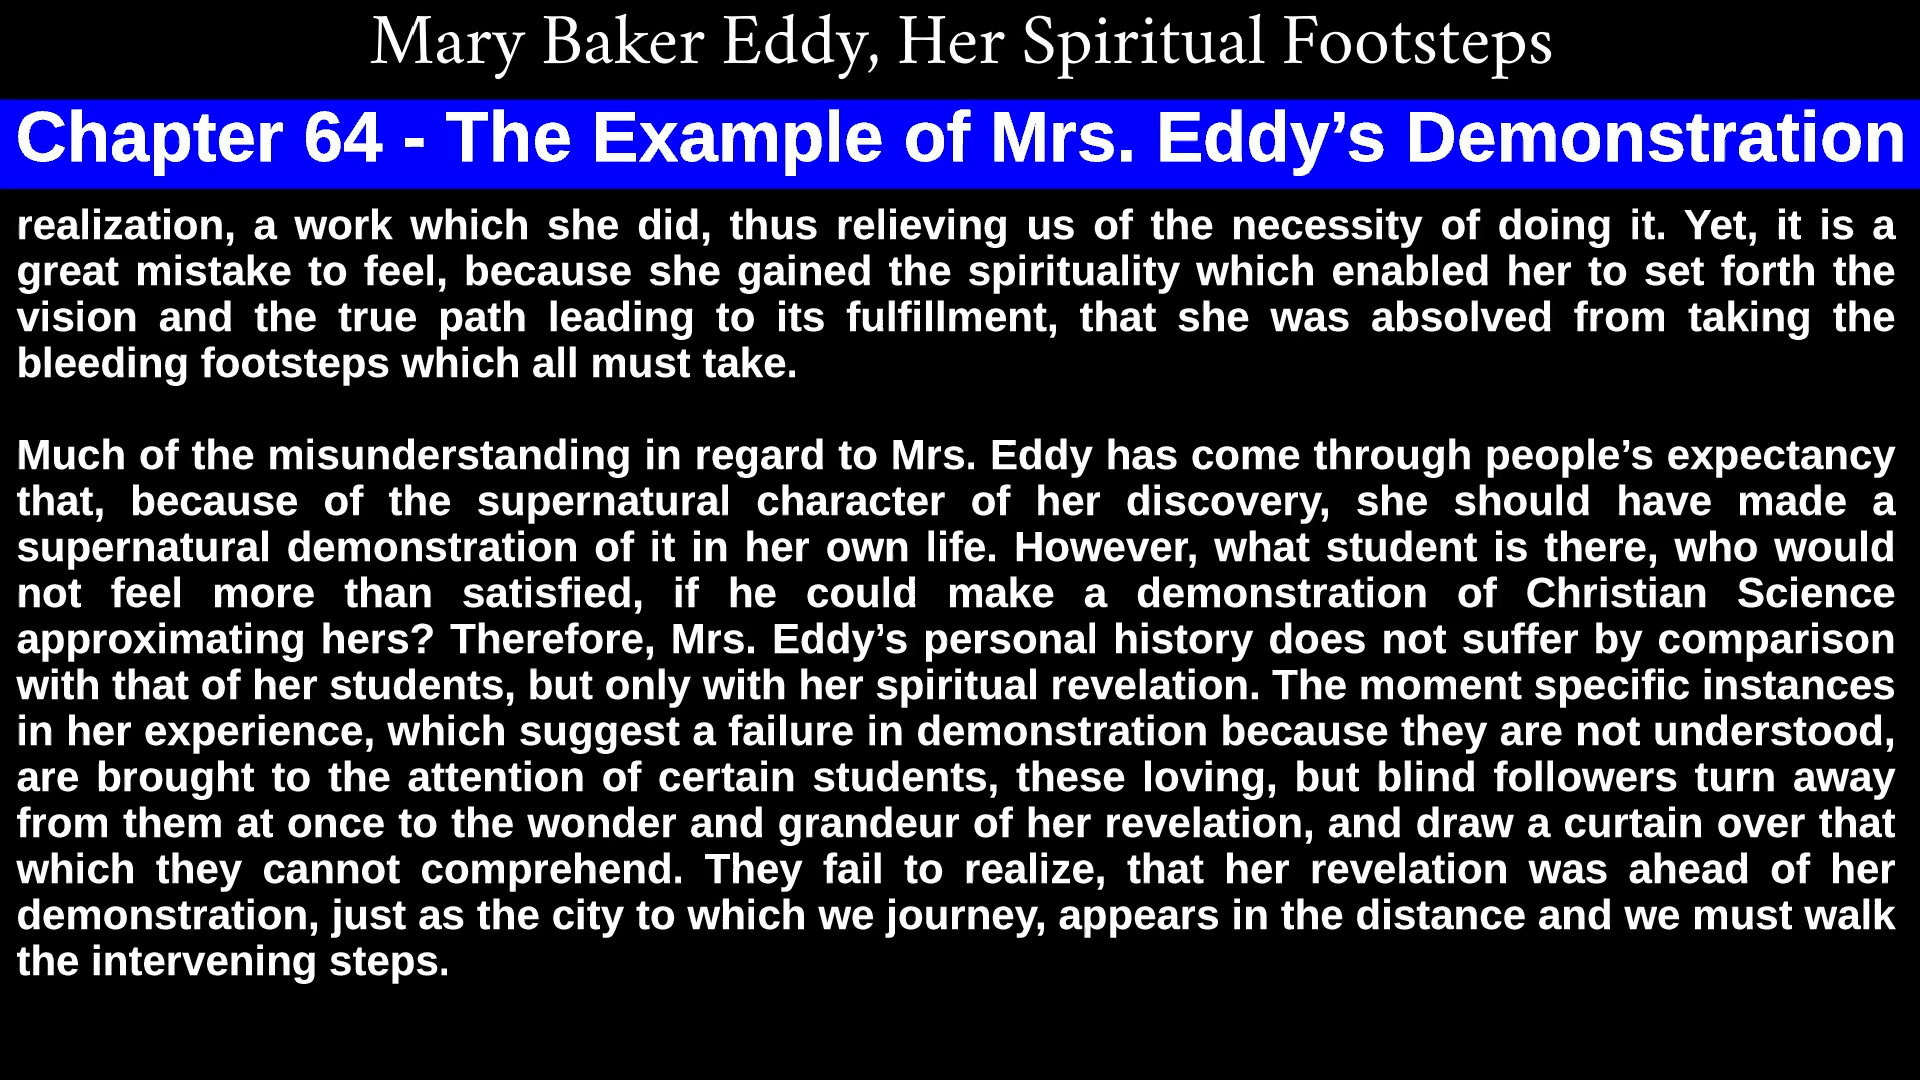 Mary Baker Eddy, Her Spiritual Footsteps
Chapter 64 - The Example of Mrs. Eddy’s Demonstration
realization, a work which she did, thus relieving us of the necessity of doing it. Yet, it is a
great mistake to feel, because she gained the spirituality which enabled her to set forth the
vision and the true path leading to its fulfillment, that she was absolved from taking the
bleeding footsteps which all must take.
Much of the misunderstanding in regard to Mrs. Eddy has come through people’s expectancy
that, because of the supernatural character of her discovery, she should have made a
supernatural demonstration of it in her own life. However, what student is there, who would
not feel more than satisfied, if he could make a demonstration of Christian Science
approximating hers? Therefore, Mrs. Eddy’s personal history does not suffer by comparison
with that of her students, but only with her spiritual revelation. The moment specific instances
in her experience, which suggest a failure in demonstration because they are not understood,
are brought to the attention of certain students, these loving, but blind followers turn away
from them at once to the wonder and grandeur of her revelation, and draw a curtain over that
which they cannot comprehend. They fail to realize, that her revelation was ahead of her
demonstration, just as the city to which we journey, appears in the distance and we must walk
the intervening steps.